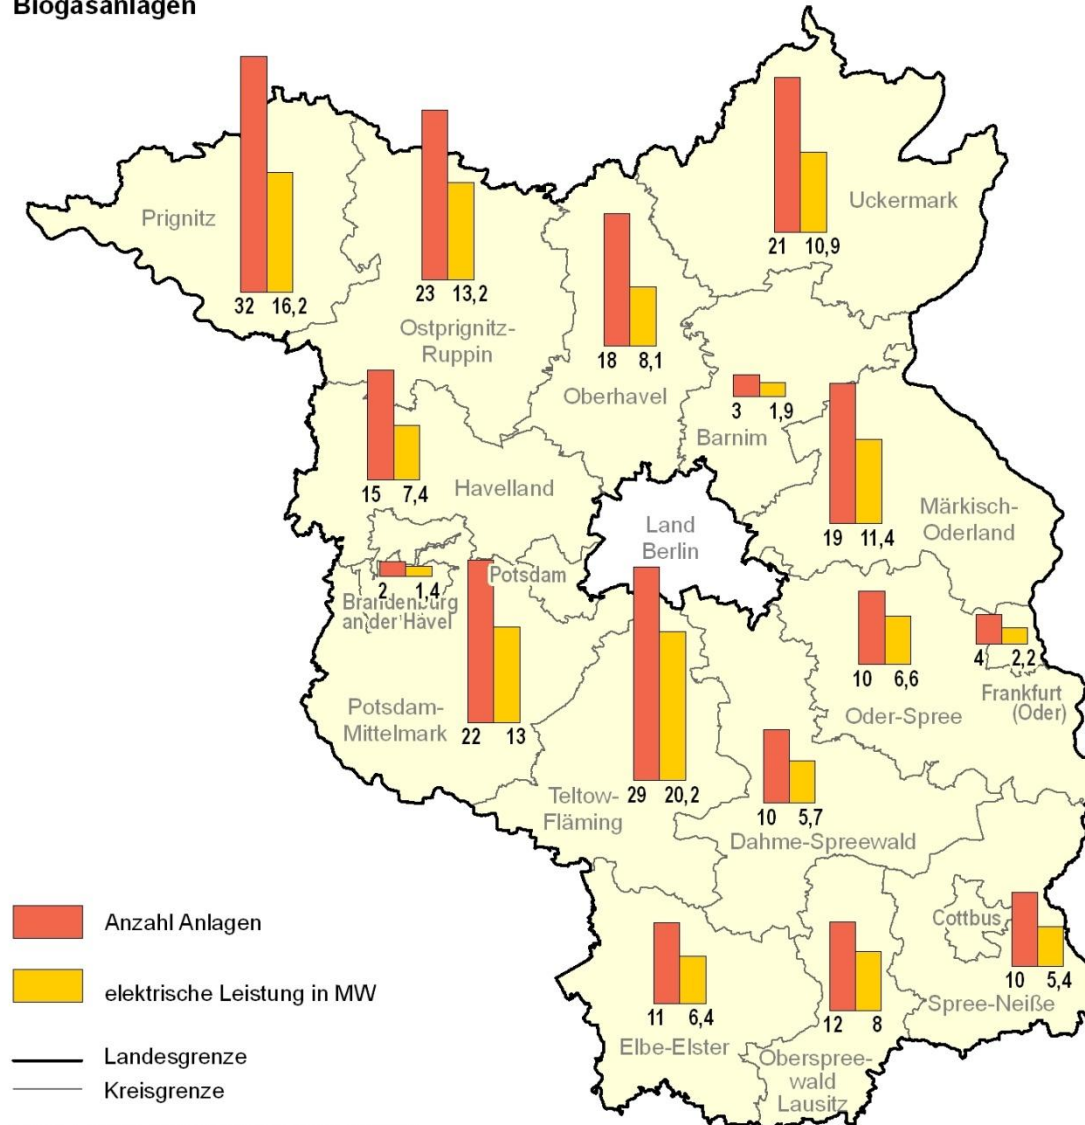 Biogasanlagen
Prignitz
32 16,2
23 13,2
Ostprignitz-
Ruppin
18 8,1
Oberhavel
21 10,9
Uckermark
3 1,9
Barnim
15 7,4
Havelland
Land
Berlin
19 11,4
Märkisch-
Oderland
2 1,4
Brandenburg
an der Havel
Potsdam
Potsdam-
Mittelmark
22 13
29 20,2
Teltow-
Fläming
10 6,6
Oder-Spree
4 2,2
Frankfurt
(Oder)
10 5,7
Dahme-Spreewald
Cottbus
10 5,4
Spree-Neiße
11 6,4
Elbe-Elster
12 8
Oberspree-
wald
Lausitz
Anzahl Anlagen
elektrische Leistung in MW
Landesgrenze
Kreisgrenze